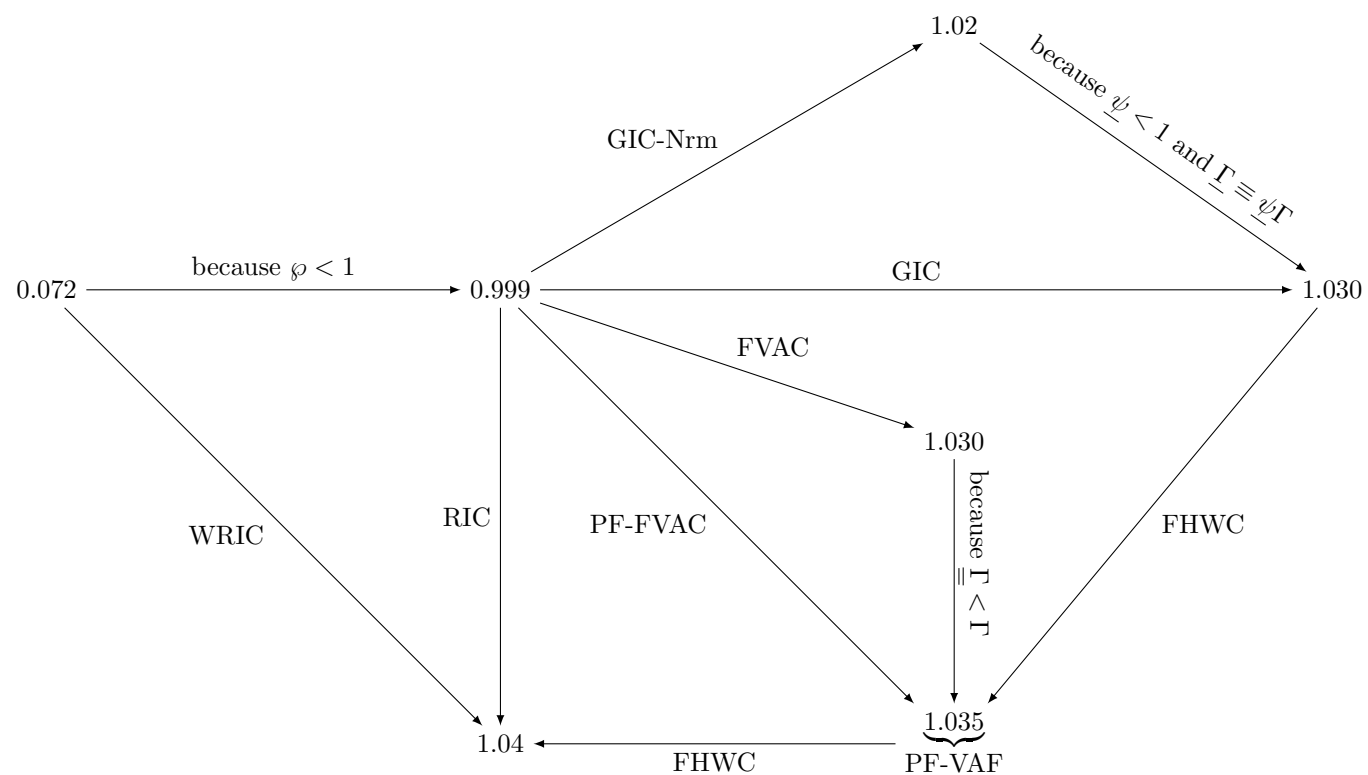 1.02
because ψ̲ < 1 and Γ̲ ≡ ψ̲Γ
GIC-Nrm
because ℘ < 1
GIC
0.072
0.999
1.030
FVAC
1.030
because Γ̳ < Γ
WRIC
RIC
PF-FVAC
FHWC
1.035
1.04
FHWC
PF-VAF